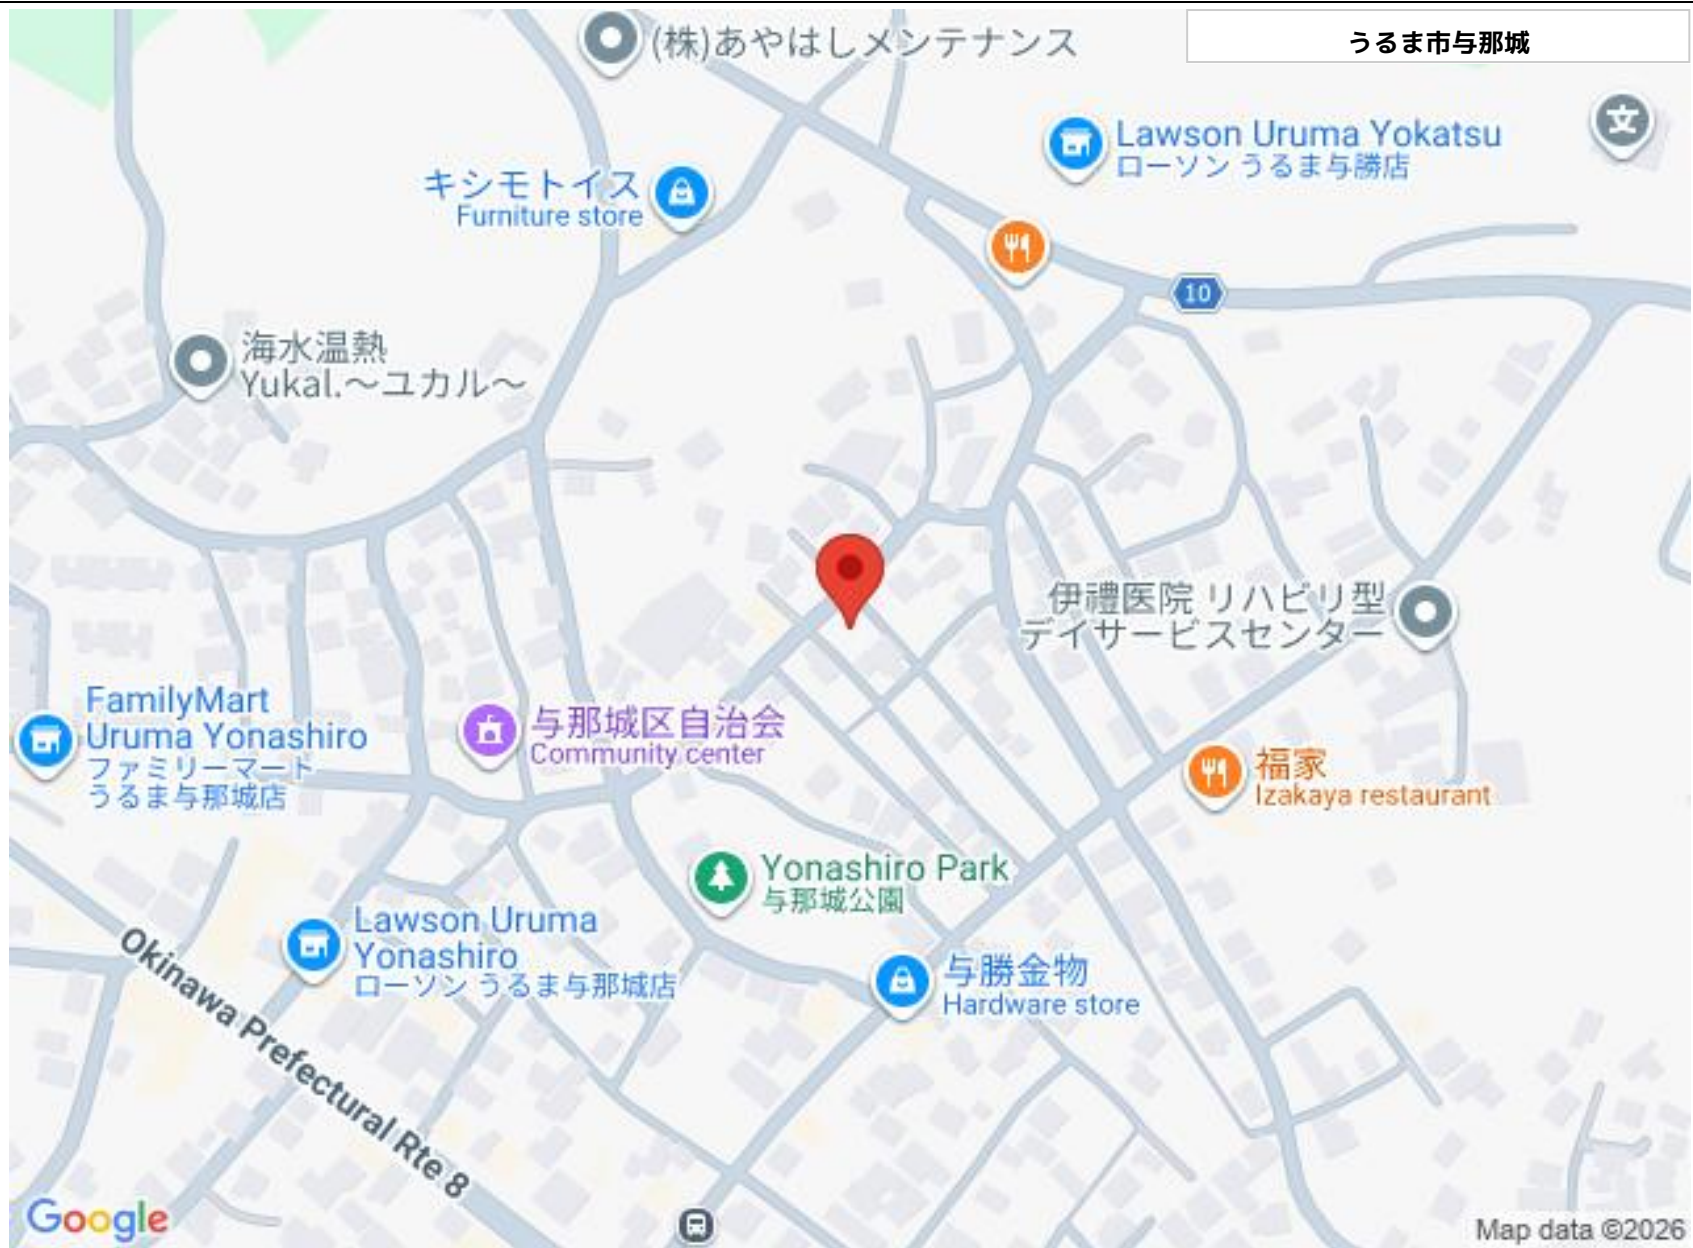 (株)あやはしメンテナンス
うるま市与那城
Lawson Uruma Yokatsu
ローソン うるま与勝店
文
キシモトイス
Furniture store
10
海水温熱
Yukal.～ユカル～
伊禮医院 リハビリ型
デイサービスセンター
FamilyMart
Uruma Yonashiro
ファミリーマート
うるま与那城店
与那城区自治会
Community center
福家
Izakaya restaurant
Yonashiro Park
与那城公園
Lawson Uruma
Yonashiro
ローソン うるま与那城店
与勝金物
Hardware store
Okinawa Prefectural Rte 8
Google
Map data ©2026